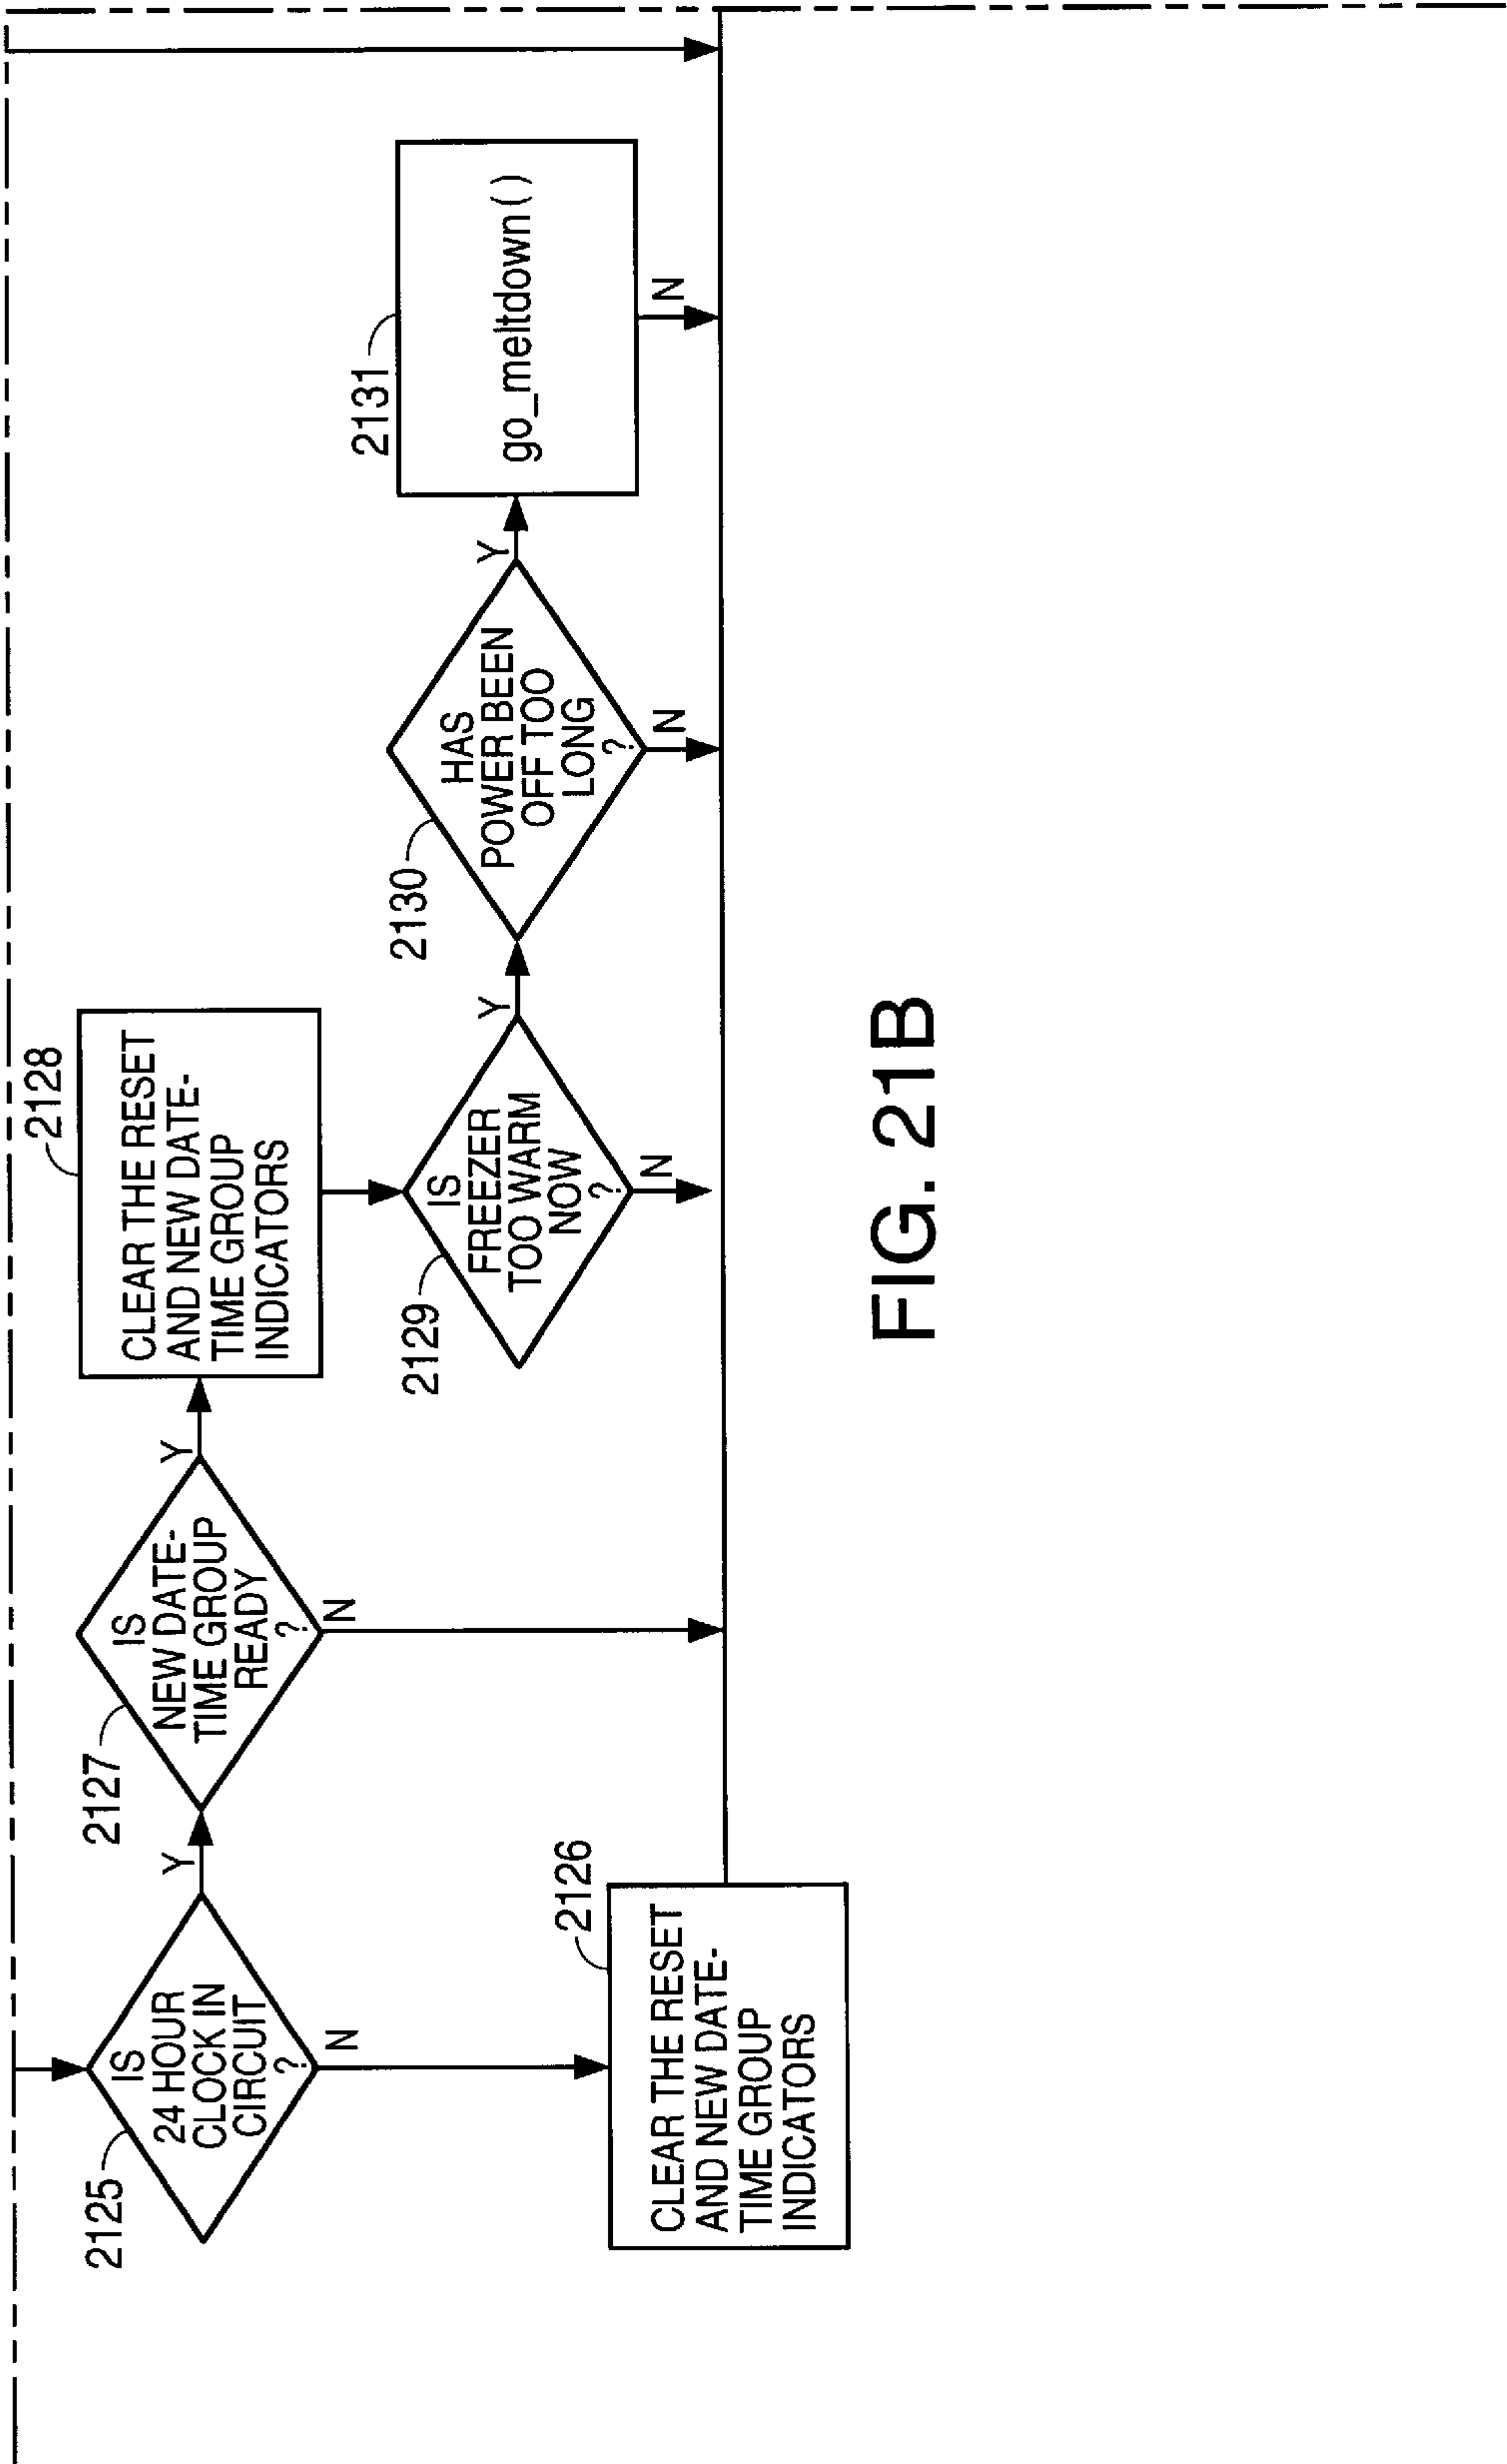 2125
IS
24 HOUR
CLOCK IN
CIRCUIT
?
Y
N
2126
CLEAR THE RESET
AND NEW DATE-
TIME GROUP
INDICATORS
2127
IS
NEW DATE-
TIME GROUP
READY
?
Y
N
2128
CLEAR THE RESET
AND NEW DATE-
TIME GROUP
INDICATORS
2129
IS
FREEZER
TOO WARM
NOW
?
Y
N
2130
HAS
POWER BEEN
OFF TOO
LONG
?
Y
N
2131
go_meltdown()
N
FIG. 21B